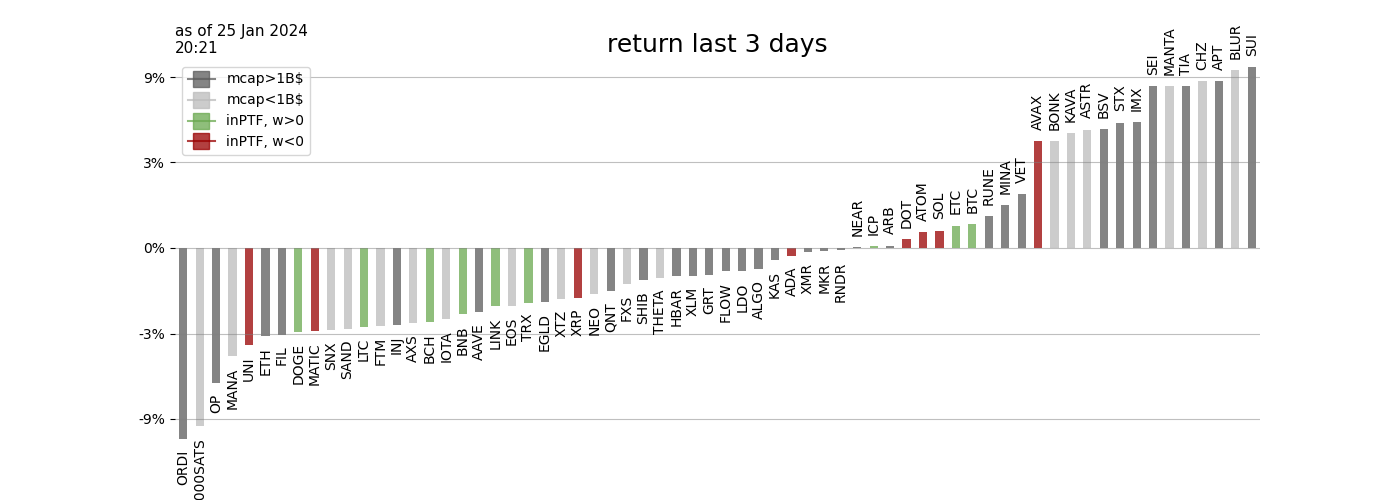 as of 25 Jan 2024
20:21
return last 3 days
mcap>1B$
mcap<1B$
inPTF, w>0
inPTF, w<0
9%
3%
0%
-3%
-9%
ORDI
000SATS
OP
MANA
UNI
ETH
FIL
DOGE
MATIC
SNX
SAND
LTC
FTM
INJ
AXS
BCH
IOTA
BNB
AAVE
LINK
EOS
TRX
EGLD
XTZ
XRP
NEO
QNT
FXS
SHIB
THETA
HBAR
XLM
GRT
FLOW
LDO
ALGO
KAS
ADA
XMR
MKR
RNDR
NEAR
ICP
ARB
DOT
ATOM
SOL
ETC
BTC
RUNE
MINA
VET
AVAX
BONK
KAVA
ASTR
BSV
STX
IMX
SEI
MANTA
TIA
CHZ
APT
BLUR
SUI